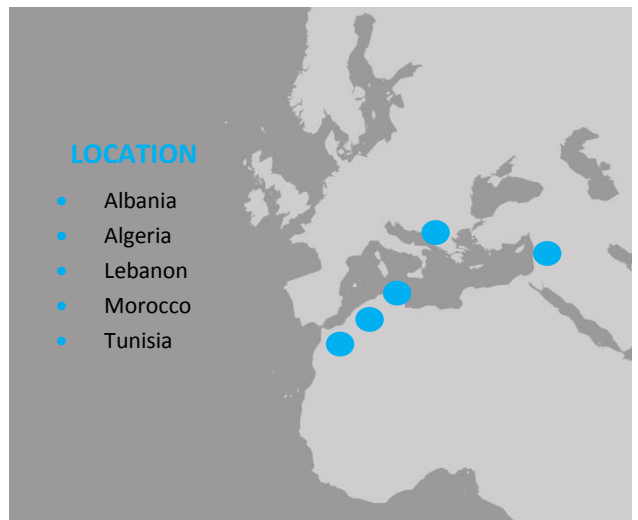 LOCATION
Albania
Algeria
Lebanon
Morocco
Tunisia